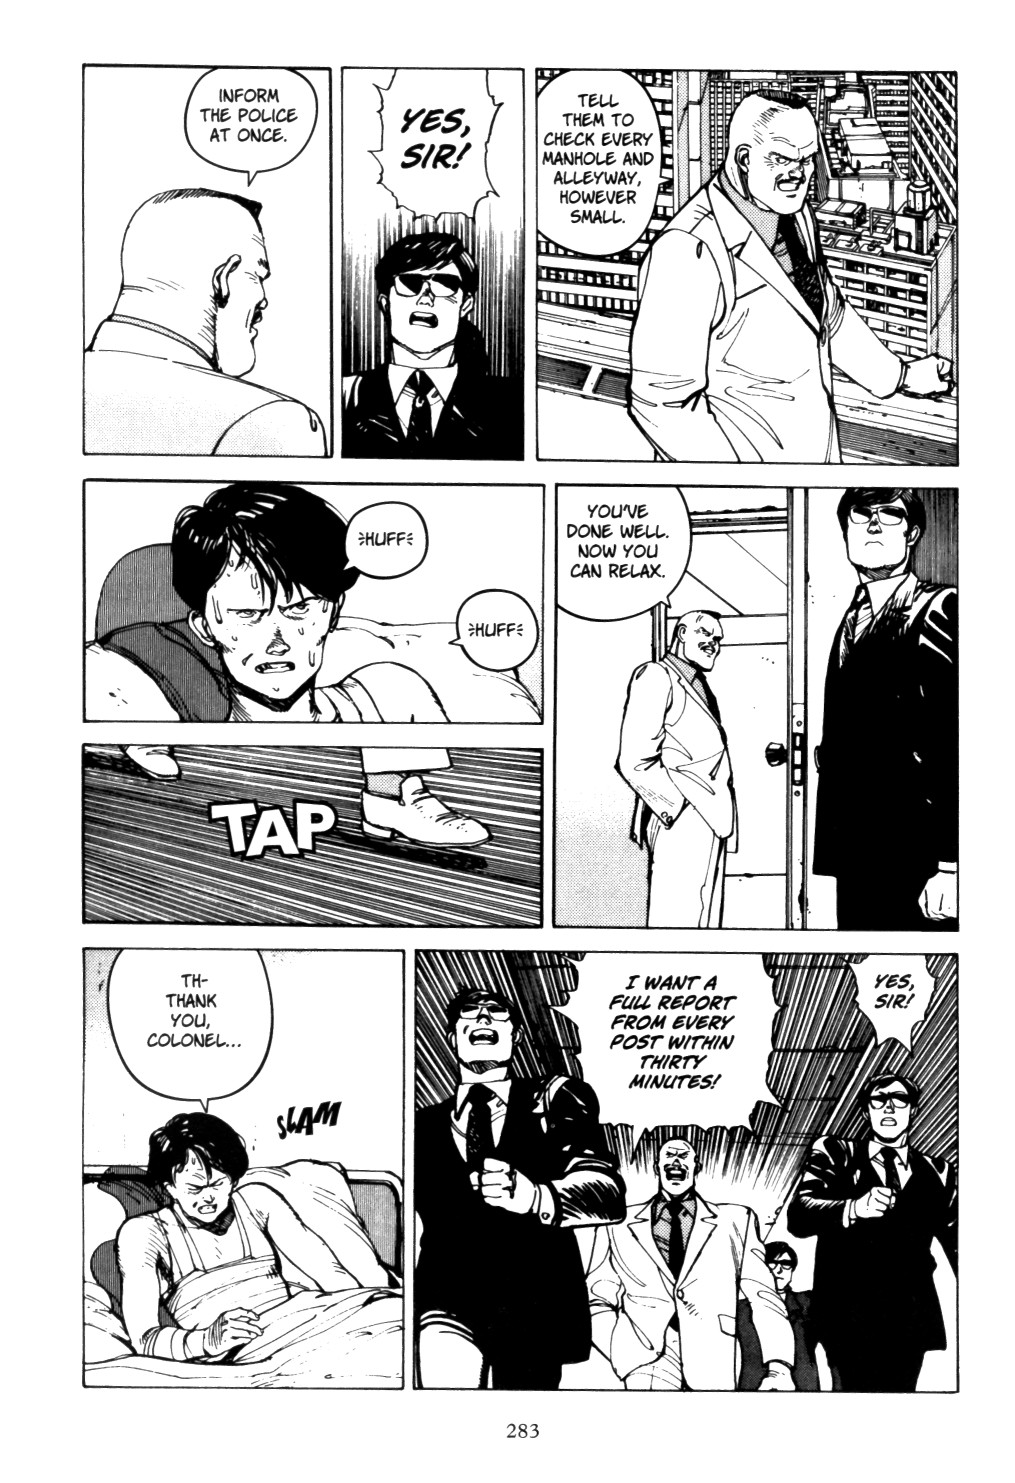 INFORM
THE POLICE
AT ONCE.
YES,
SIR!
TELL
THEM TO
CHECK EVERY
MANHOLE AND
ALLEYWAY,
HOWEVER
SMALL.
HUFF
HUFF
YOU'VE
DONE WELL.
NOW YOU
CAN RELAX.
TAP
TH-
THANK
YOU,
COLONEL...
SLAM
I WANT A
FULL REPORT
FROM EVERY
POST WITHIN
THIRTY
MINUTES!
YES,
SIR!
283